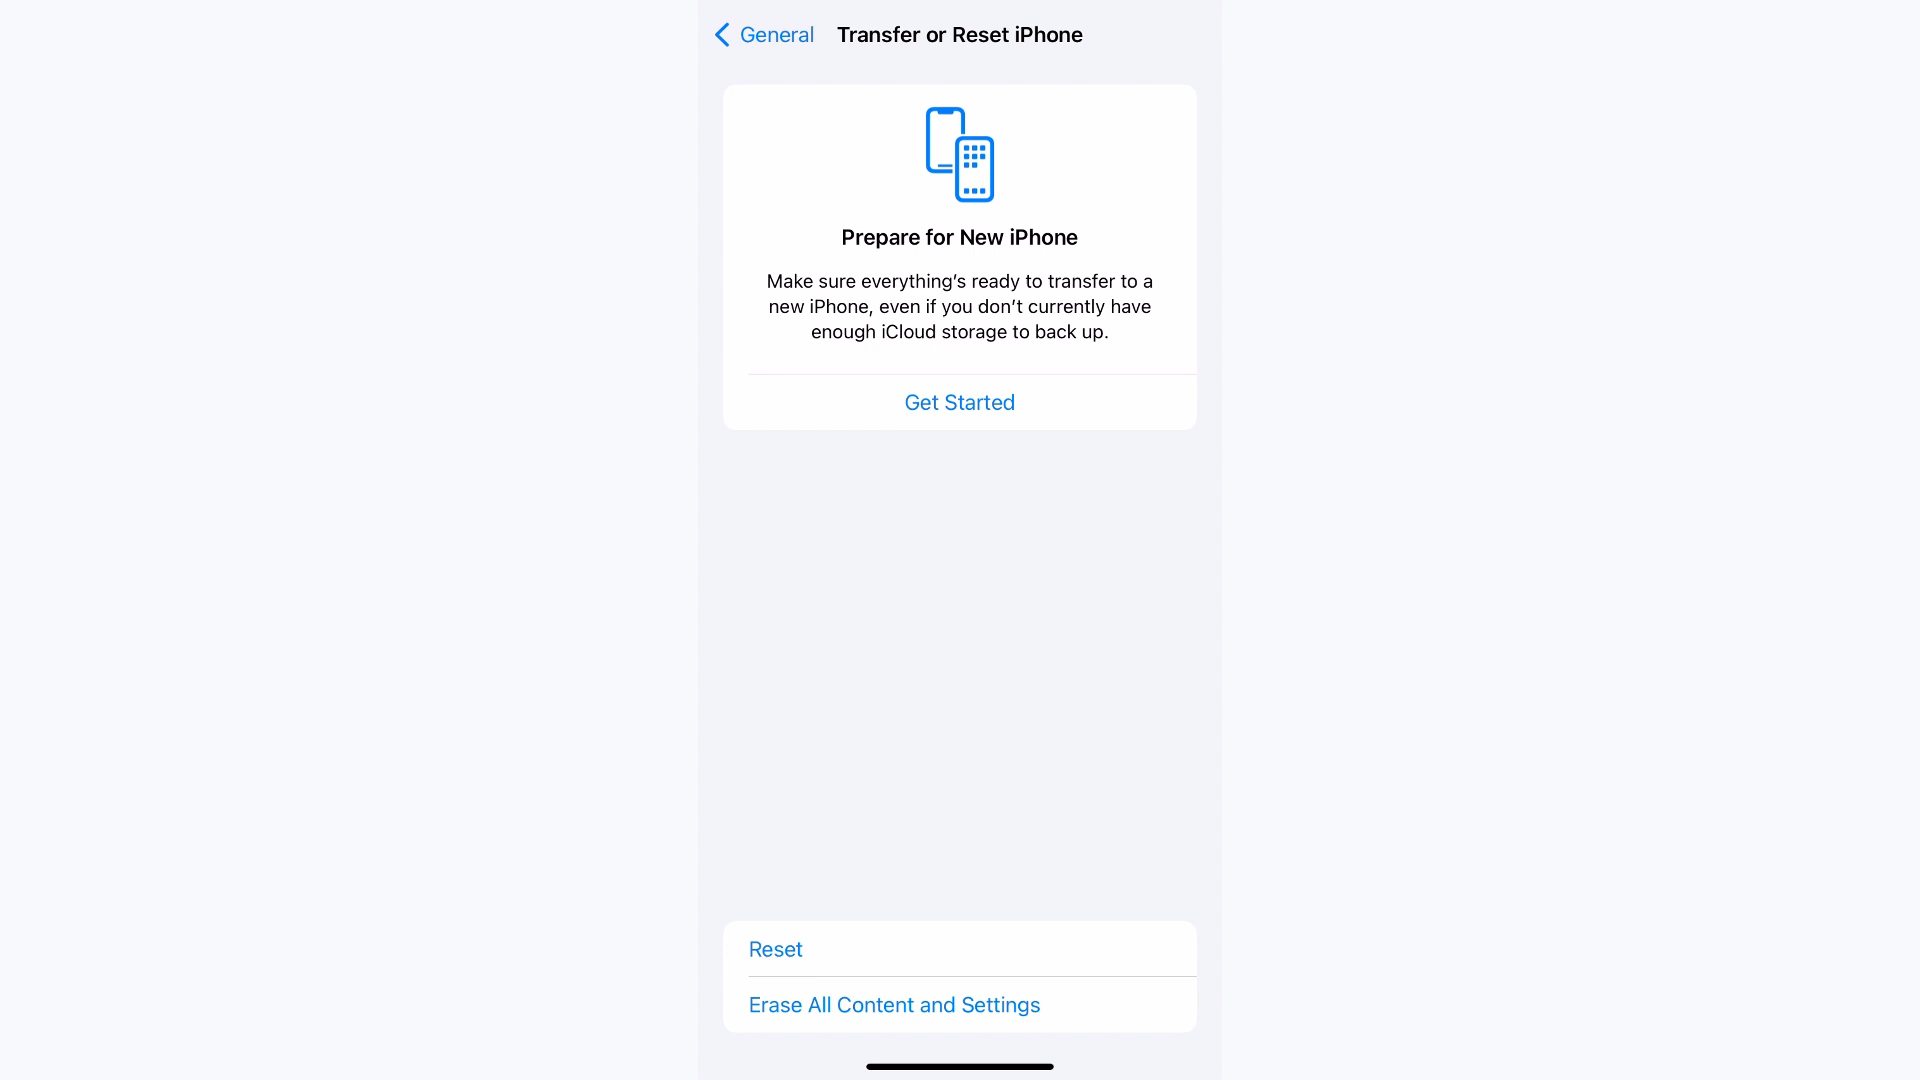 General
Transfer or Reset iPhone
Prepare for New iPhone
Make sure everything’s ready to transfer to a
new iPhone, even if you don’t currently have
enough iCloud storage to back up.
Get Started
Reset
Erase All Content and Settings